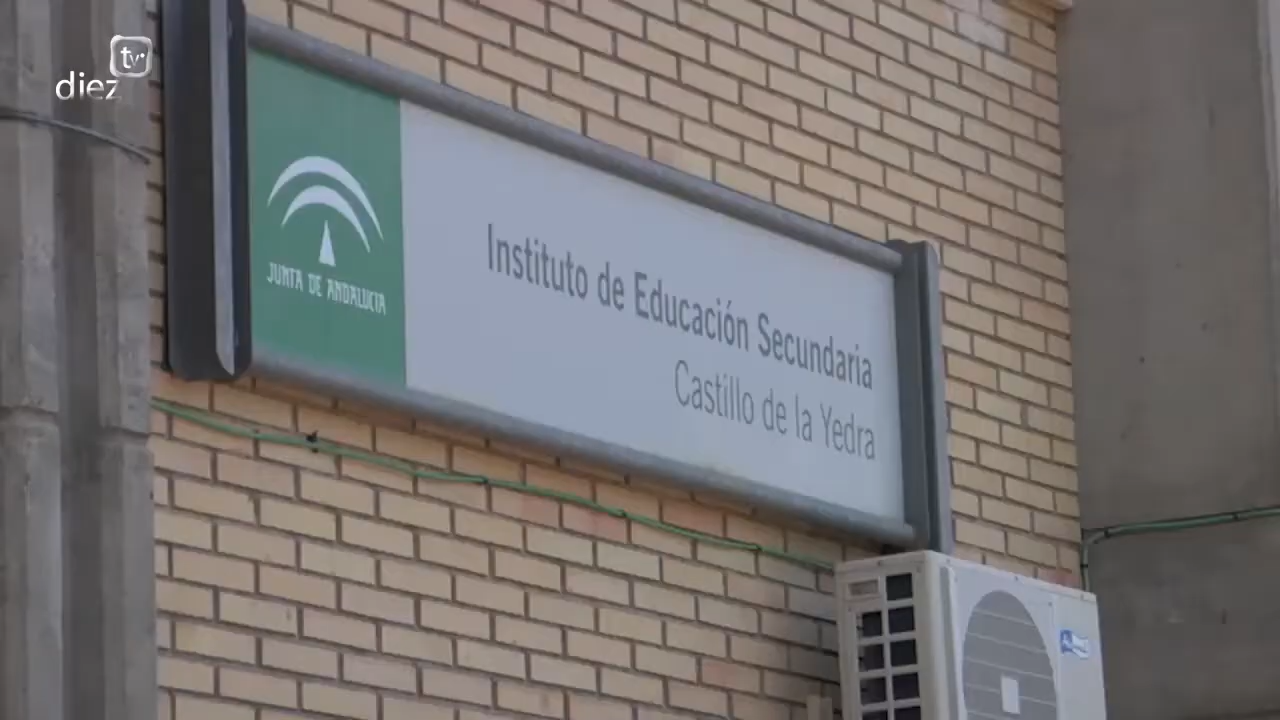 tv
diez
JUNTA DE ANDALUCIA
Instituto de Educación Secundaria
Castillo de la Yedra